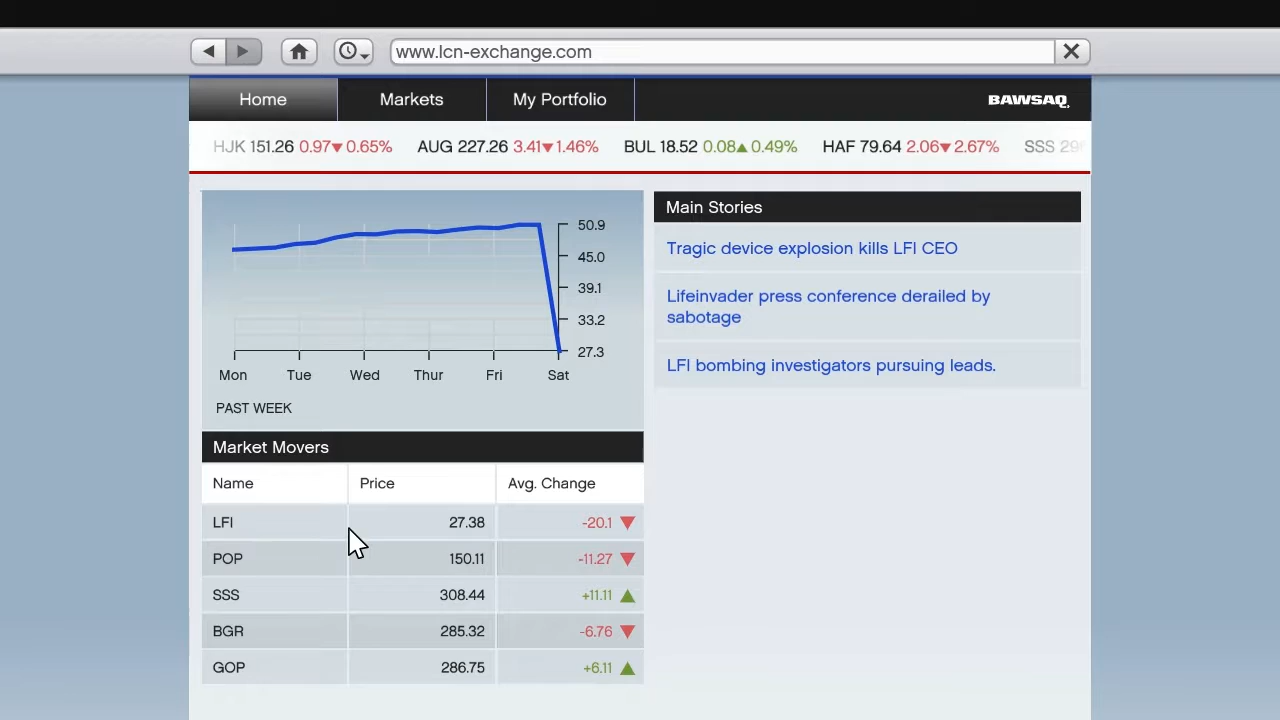 www.lcn-exchange.com
Home Markets My Portfolio BAWSAQ
HJK 151.26 0.97▼0.65% AUG 227.26 3.41▼1.46% BUL 18.52 0.08▲0.49% HAF 79.64 2.06▼2.67% SSS
50.9
45.0
39.1
33.2
27.3
Mon Tue Wed Thur Fri Sat
PAST WEEK
Market Movers
Name Price Avg. Change
LFI 27.38 -20.1 ▼
POP 150.11 -11.27 ▼
SSS 308.44 +11.11 ▲
BGR 285.32 -6.76 ▼
GOP 286.75 +6.11 ▲
Main Stories
Tragic device explosion kills LFI CEO
Lifeinvader press conference derailed by
sabotage
LFI bombing investigators pursuing leads.